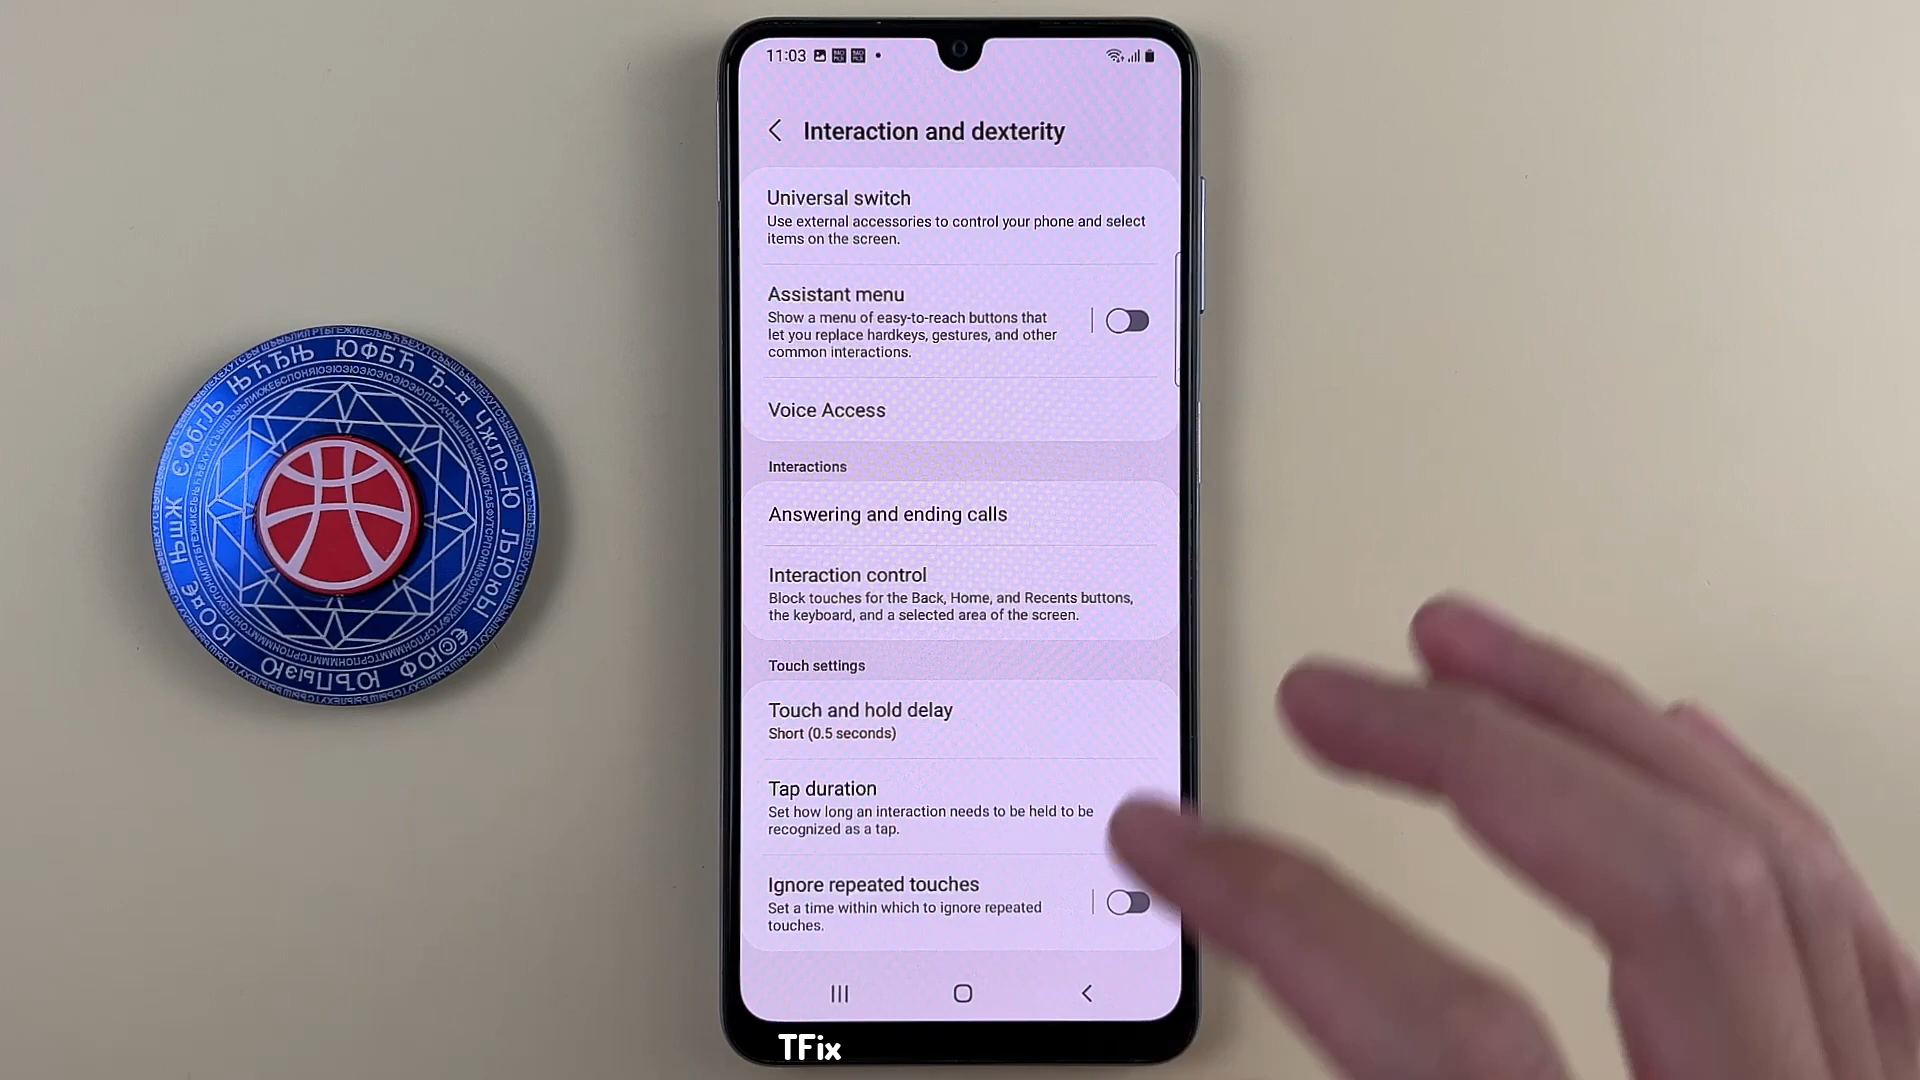 11:03
Interaction and dexterity
Universal switch
Use external accessories to control your phone and select
items on the screen.
Assistant menu
Show a menu of easy-to-reach buttons that
let you replace hardkeys, gestures, and other
common interactions.
Voice Access
Interactions
Answering and ending calls
Interaction control
Block touches for the Back, Home, and Recents buttons,
the keyboard, and a selected area of the screen.
Touch settings
Touch and hold delay
Short (0.5 seconds)
Tap duration
Set how long an interaction needs to be held to be
recognized as a tap.
Ignore repeated touches
Set a time within which to ignore repeated
touches.
TFix